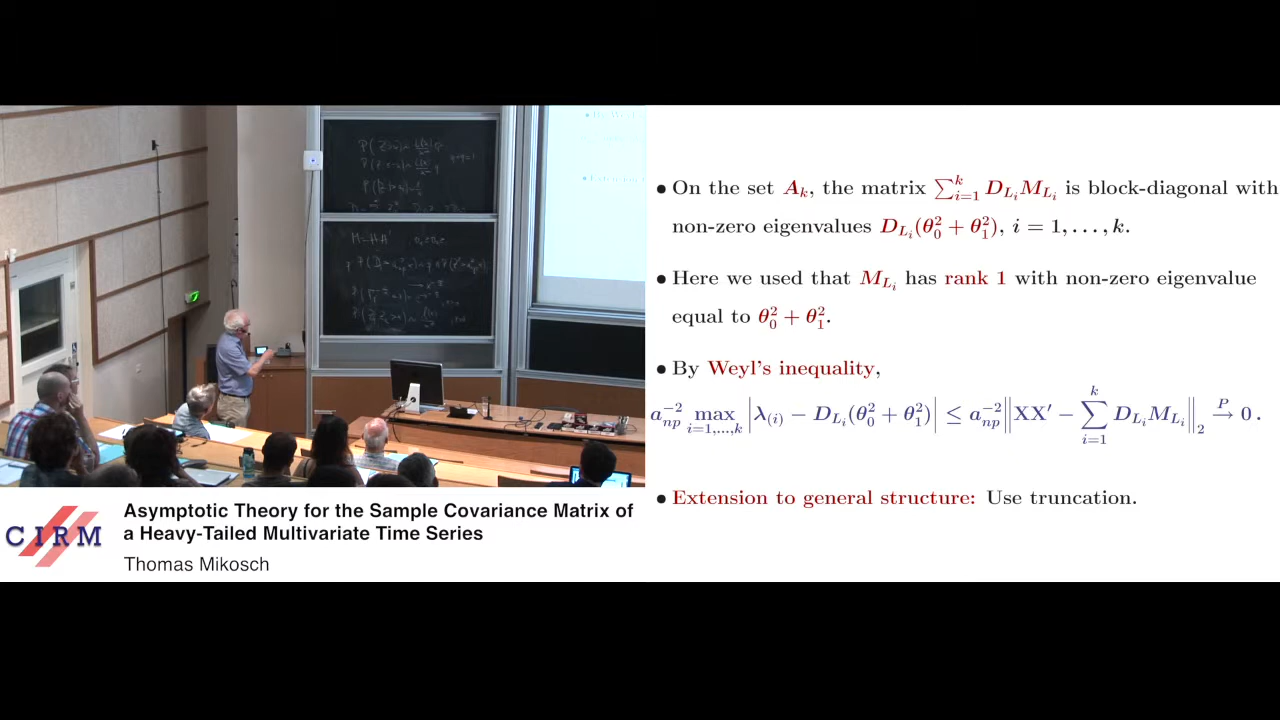 • On the set A_k, the matrix ∑_{i=1}^{k} D_{L_i} M_{L_i} is block-diagonal with
non-zero eigenvalues D_{L_i}(θ_0^2 + θ_1^2), i = 1, . . . , k.
• Here we used that M_{L_i} has rank 1 with non-zero eigenvalue
equal to θ_0^2 + θ_1^2.
• By Weyl's inequality,
a_{np}^{-2} max_{i=1,...,k} |λ_{(i)} − D_{L_i}(θ_0^2 + θ_1^2)| ≤ a_{np}^{-2} ‖XX′ − ∑_{i=1}^{k} D_{L_i} M_{L_i}‖_2 →^P 0 .
• Extension to general structure: Use truncation.
CIRM
Asymptotic Theory for the Sample Covariance Matrix of
a Heavy-Tailed Multivariate Time Series
Thomas Mikosch